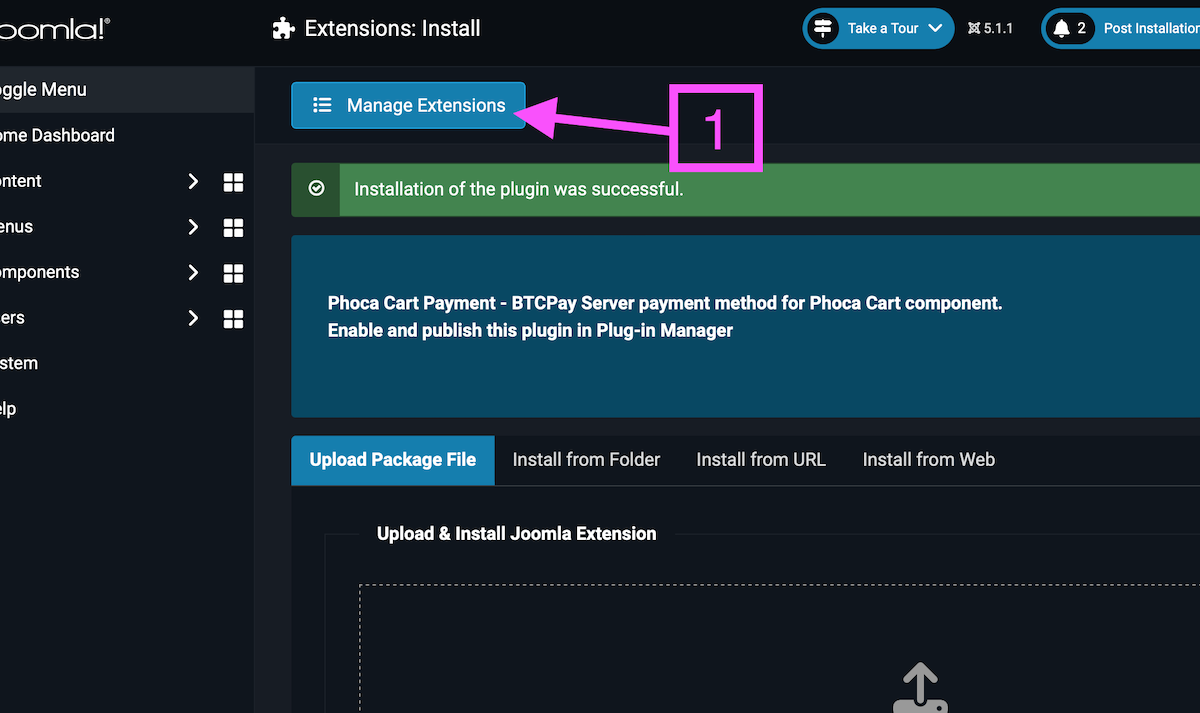 oomla!®
Extensions: Install
Take a Tour
5.1.1
2
Post Installation
oggle Menu
Manage Extensions
1
ome Dashboard
ontent
Installation of the plugin was successful.
enus
omponents
Phoca Cart Payment - BTCPay Server payment method for Phoca Cart component.
ers
Enable and publish this plugin in Plug-in Manager
stem
elp
Upload Package File
Install from Folder
Install from URL
Install from Web
Upload & Install Joomla Extension